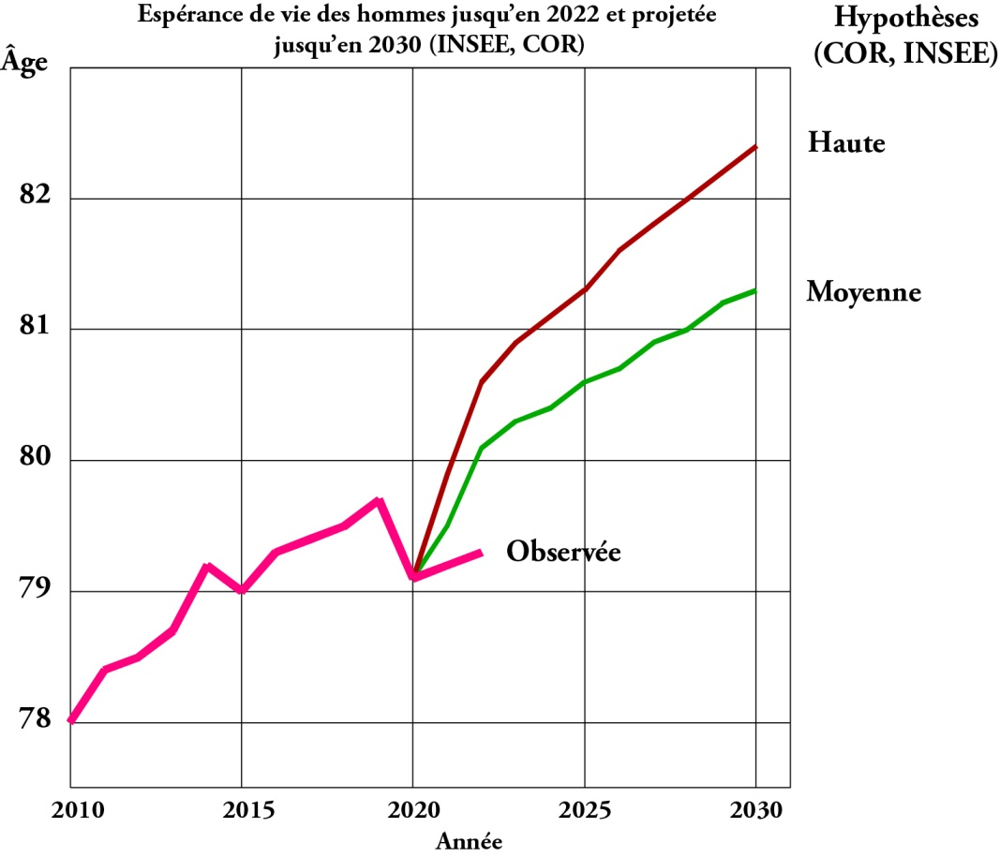 Espérance de vie des hommes jusqu’en 2022 et projetée
jusqu’en 2030 (INSEE, COR)
Hypothèses
(COR, INSEE)
Âge
Haute
82
Moyenne
81
80
Observée
79
78
2010 2015 2020 2025 2030
Année